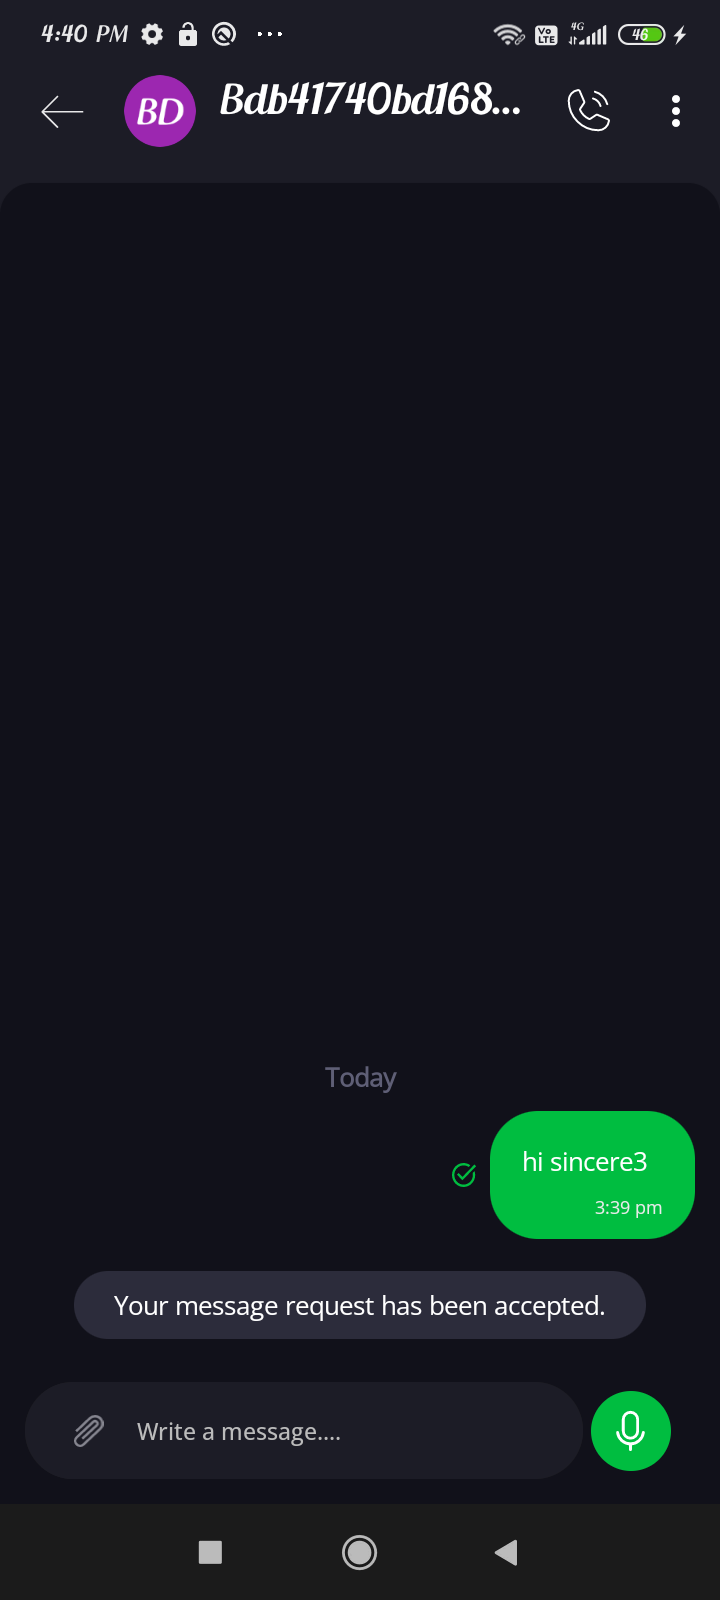 4:40 PM
Vo
LTE
4G
46
BD
Bdb41740bd168...
Today
hi sincere3
3:39 pm
Your message request has been accepted.
Write a message....